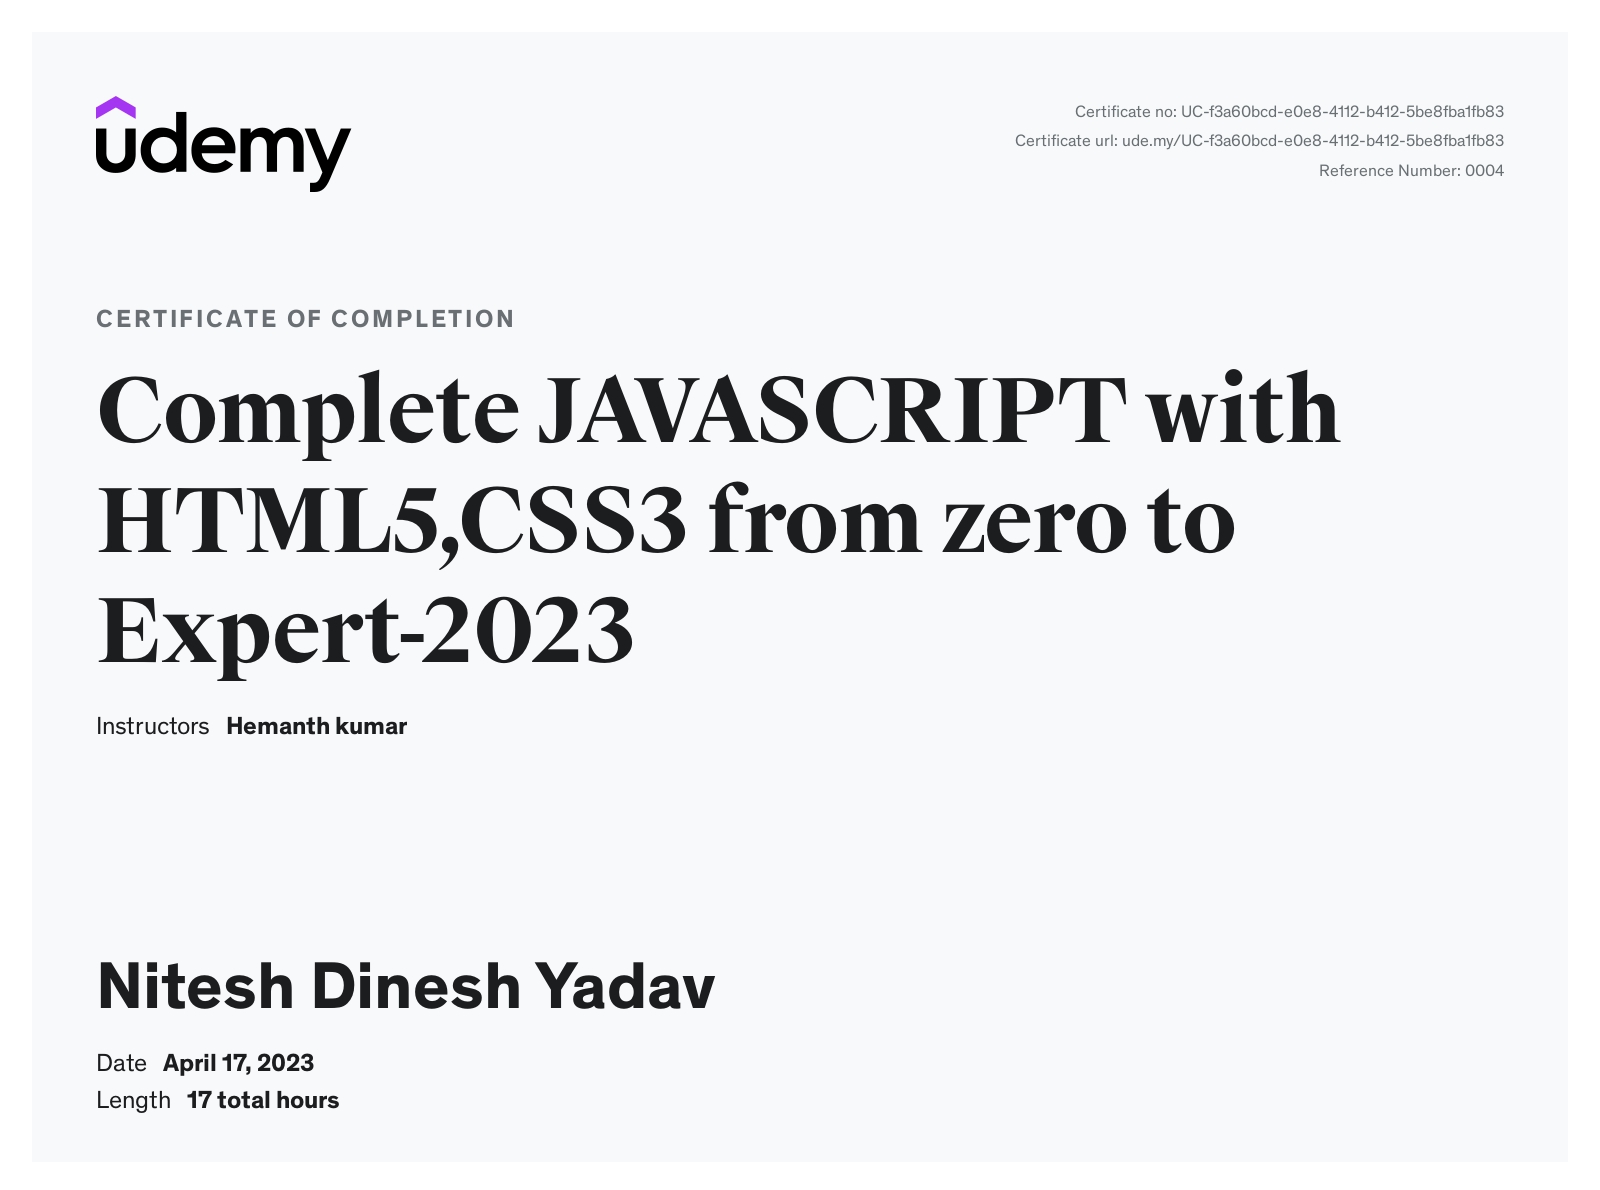 udemy
Certificate no: UC-f3a60bcd-e0e8-4112-b412-5be8fba1fb83
Certificate url: ude.my/UC-f3a60bcd-e0e8-4112-b412-5be8fba1fb83
Reference Number: 0004
CERTIFICATE OF COMPLETION
Complete JAVASCRIPT with
HTML5,CSS3 from zero to
Expert-2023
Instructors Hemanth kumar
Nitesh Dinesh Yadav
Date April 17, 2023
Length 17 total hours